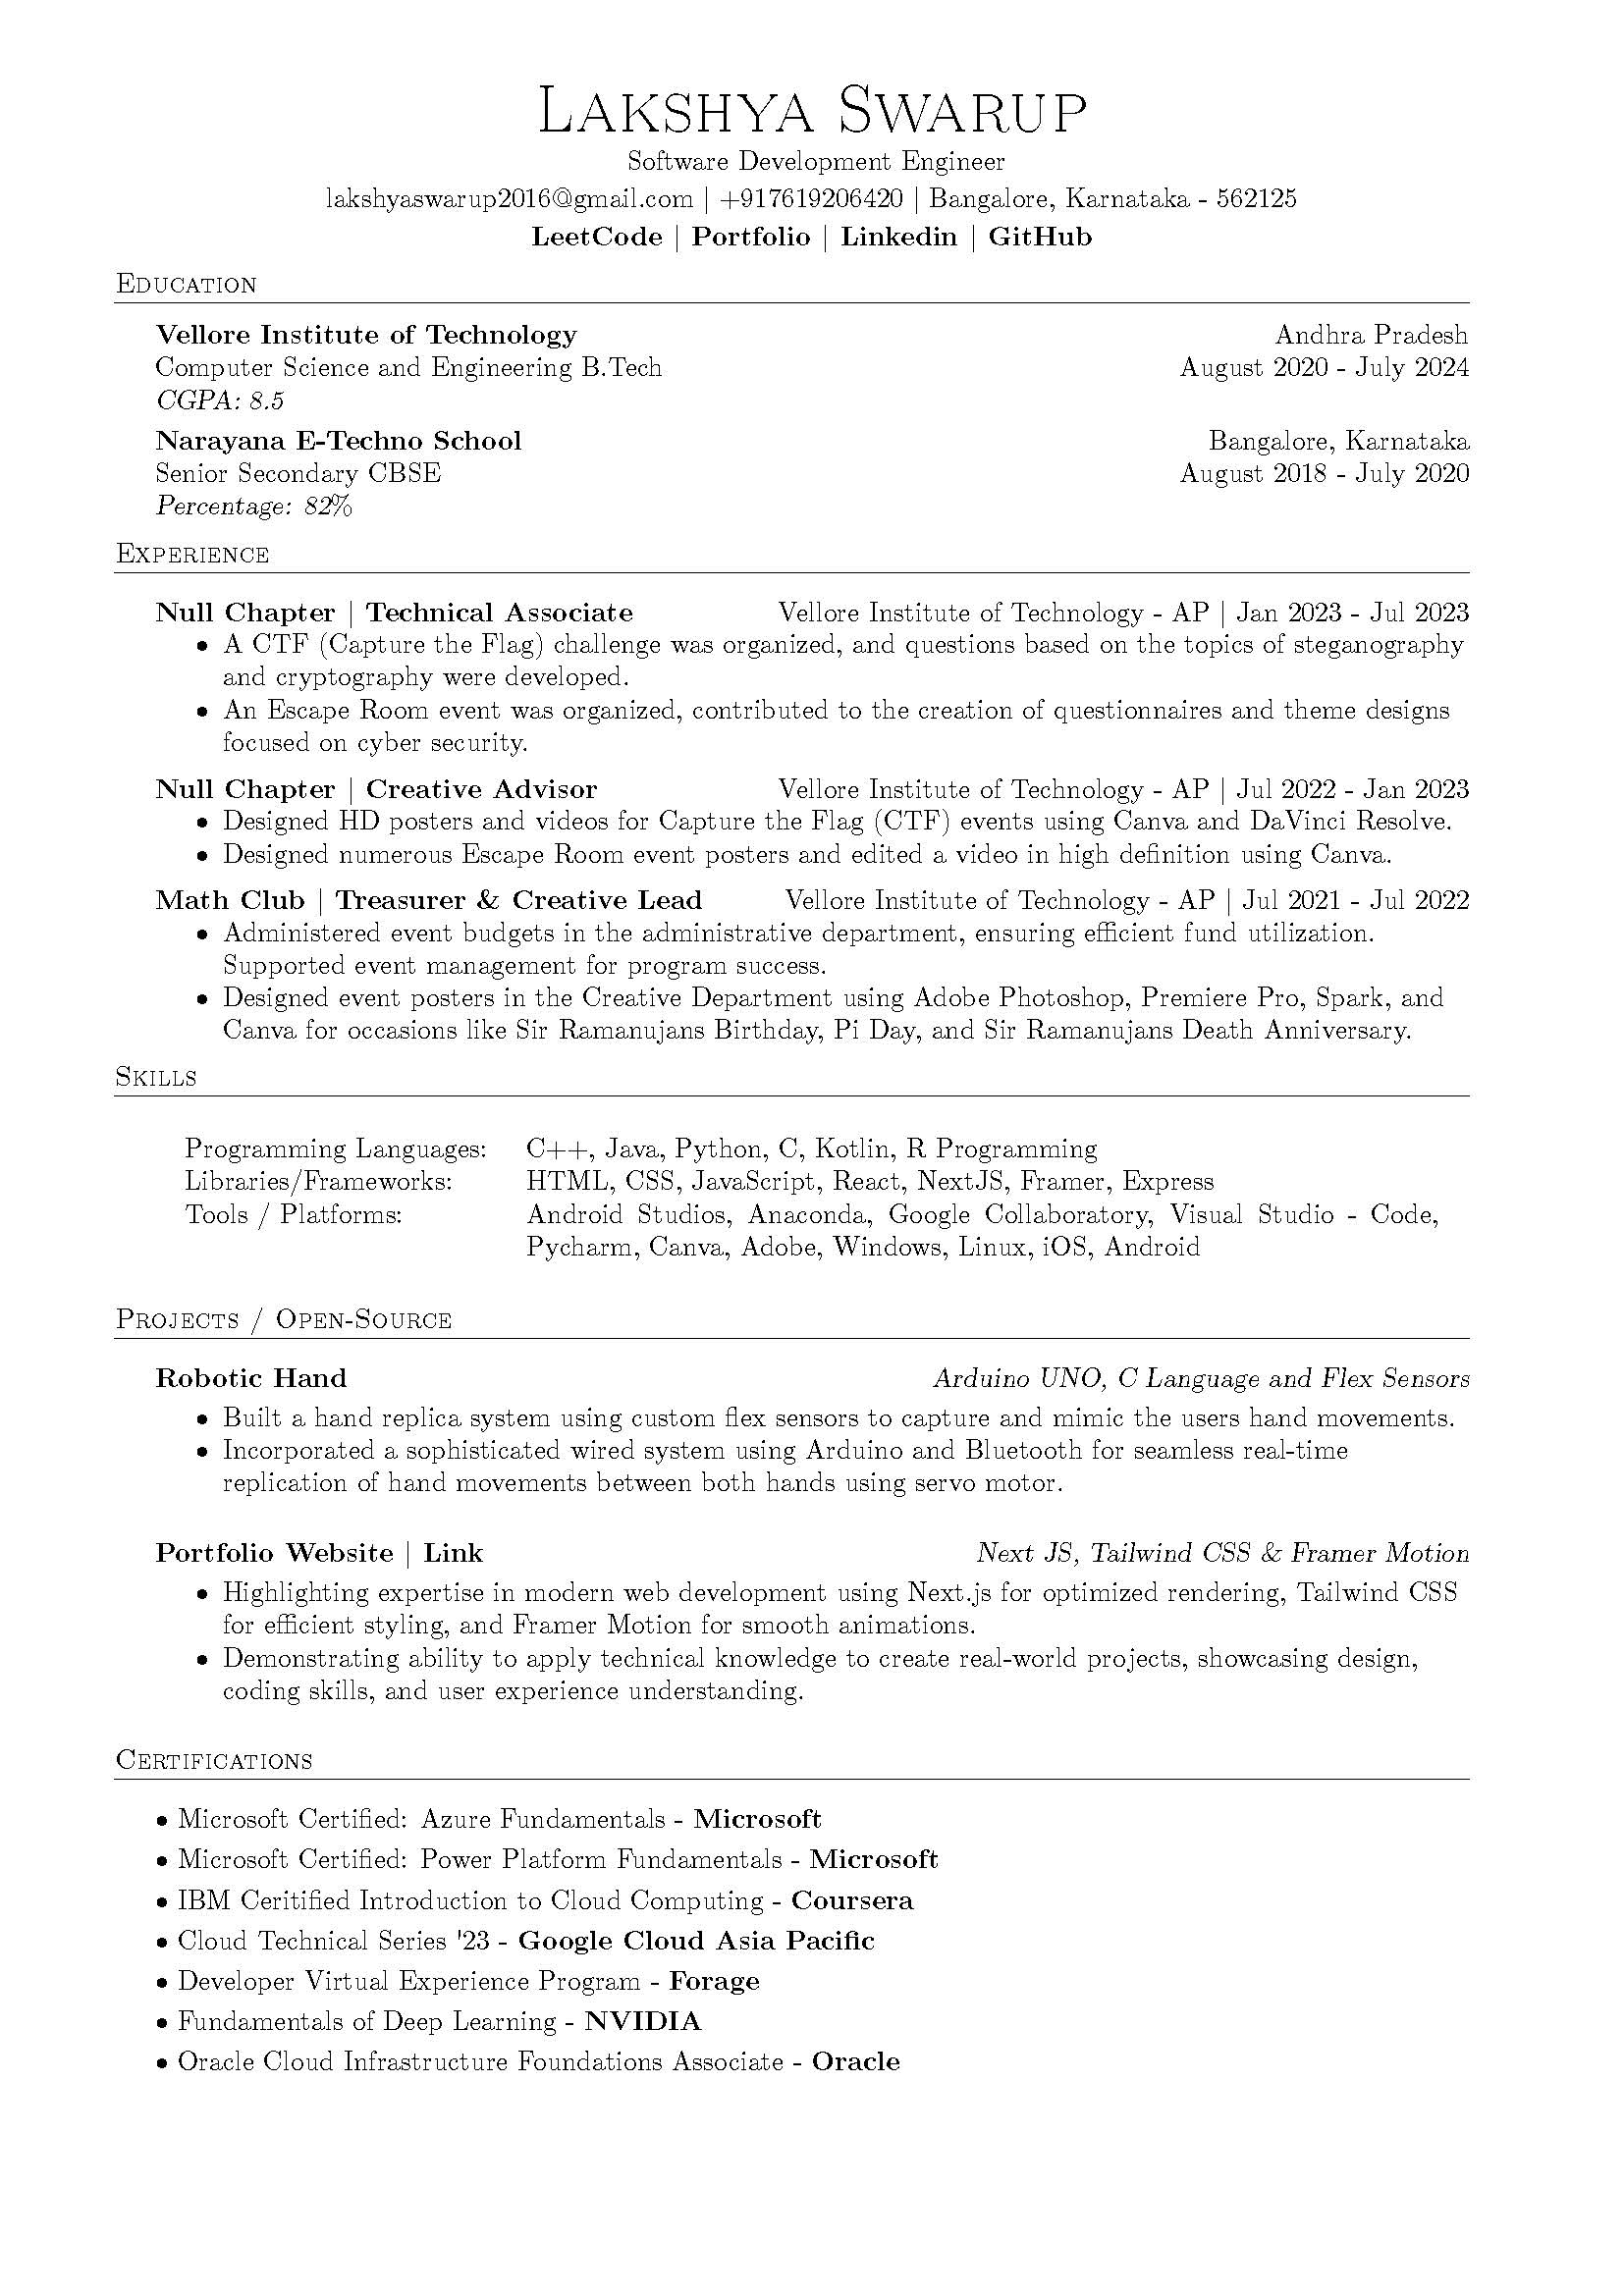 Lakshya Swarup
Software Development Engineer
lakshyaswarup2016@gmail.com | +917619206420 | Bangalore, Karnataka - 562125
LeetCode | Portfolio | Linkedin | GitHub
Education
Vellore Institute of Technology Andhra Pradesh
Computer Science and Engineering B.Tech August 2020 - July 2024
CGPA: 8.5
Narayana E-Techno School Bangalore, Karnataka
Senior Secondary CBSE August 2018 - July 2020
Percentage: 82%
Experience
Null Chapter | Technical Associate Vellore Institute of Technology - AP | Jan 2023 - Jul 2023
• A CTF (Capture the Flag) challenge was organized, and questions based on the topics of steganography
and cryptography were developed.
• An Escape Room event was organized, contributed to the creation of questionnaires and theme designs
focused on cyber security.
Null Chapter | Creative Advisor Vellore Institute of Technology - AP | Jul 2022 - Jan 2023
• Designed HD posters and videos for Capture the Flag (CTF) events using Canva and DaVinci Resolve.
• Designed numerous Escape Room event posters and edited a video in high definition using Canva.
Math Club | Treasurer & Creative Lead Vellore Institute of Technology - AP | Jul 2021 - Jul 2022
• Administered event budgets in the administrative department, ensuring efficient fund utilization.
Supported event management for program success.
• Designed event posters in the Creative Department using Adobe Photoshop, Premiere Pro, Spark, and
Canva for occasions like Sir Ramanujans Birthday, Pi Day, and Sir Ramanujans Death Anniversary.
Skills
Programming Languages: C++, Java, Python, C, Kotlin, R Programming
Libraries/Frameworks: HTML, CSS, JavaScript, React, NextJS, Framer, Express
Tools / Platforms: Android Studios, Anaconda, Google Collaboratory, Visual Studio - Code,
Pycharm, Canva, Adobe, Windows, Linux, iOS, Android
Projects / Open-Source
Robotic Hand Arduino UNO, C Language and Flex Sensors
• Built a hand replica system using custom flex sensors to capture and mimic the users hand movements.
• Incorporated a sophisticated wired system using Arduino and Bluetooth for seamless real-time
replication of hand movements between both hands using servo motor.
Portfolio Website | Link Next JS, Tailwind CSS & Framer Motion
• Highlighting expertise in modern web development using Next.js for optimized rendering, Tailwind CSS
for efficient styling, and Framer Motion for smooth animations.
• Demonstrating ability to apply technical knowledge to create real-world projects, showcasing design,
coding skills, and user experience understanding.
Certifications
• Microsoft Certified: Azure Fundamentals - Microsoft
• Microsoft Certified: Power Platform Fundamentals - Microsoft
• IBM Ceritified Introduction to Cloud Computing - Coursera
• Cloud Technical Series '23 - Google Cloud Asia Pacific
• Developer Virtual Experience Program - Forage
• Fundamentals of Deep Learning - NVIDIA
• Oracle Cloud Infrastructure Foundations Associate - Oracle